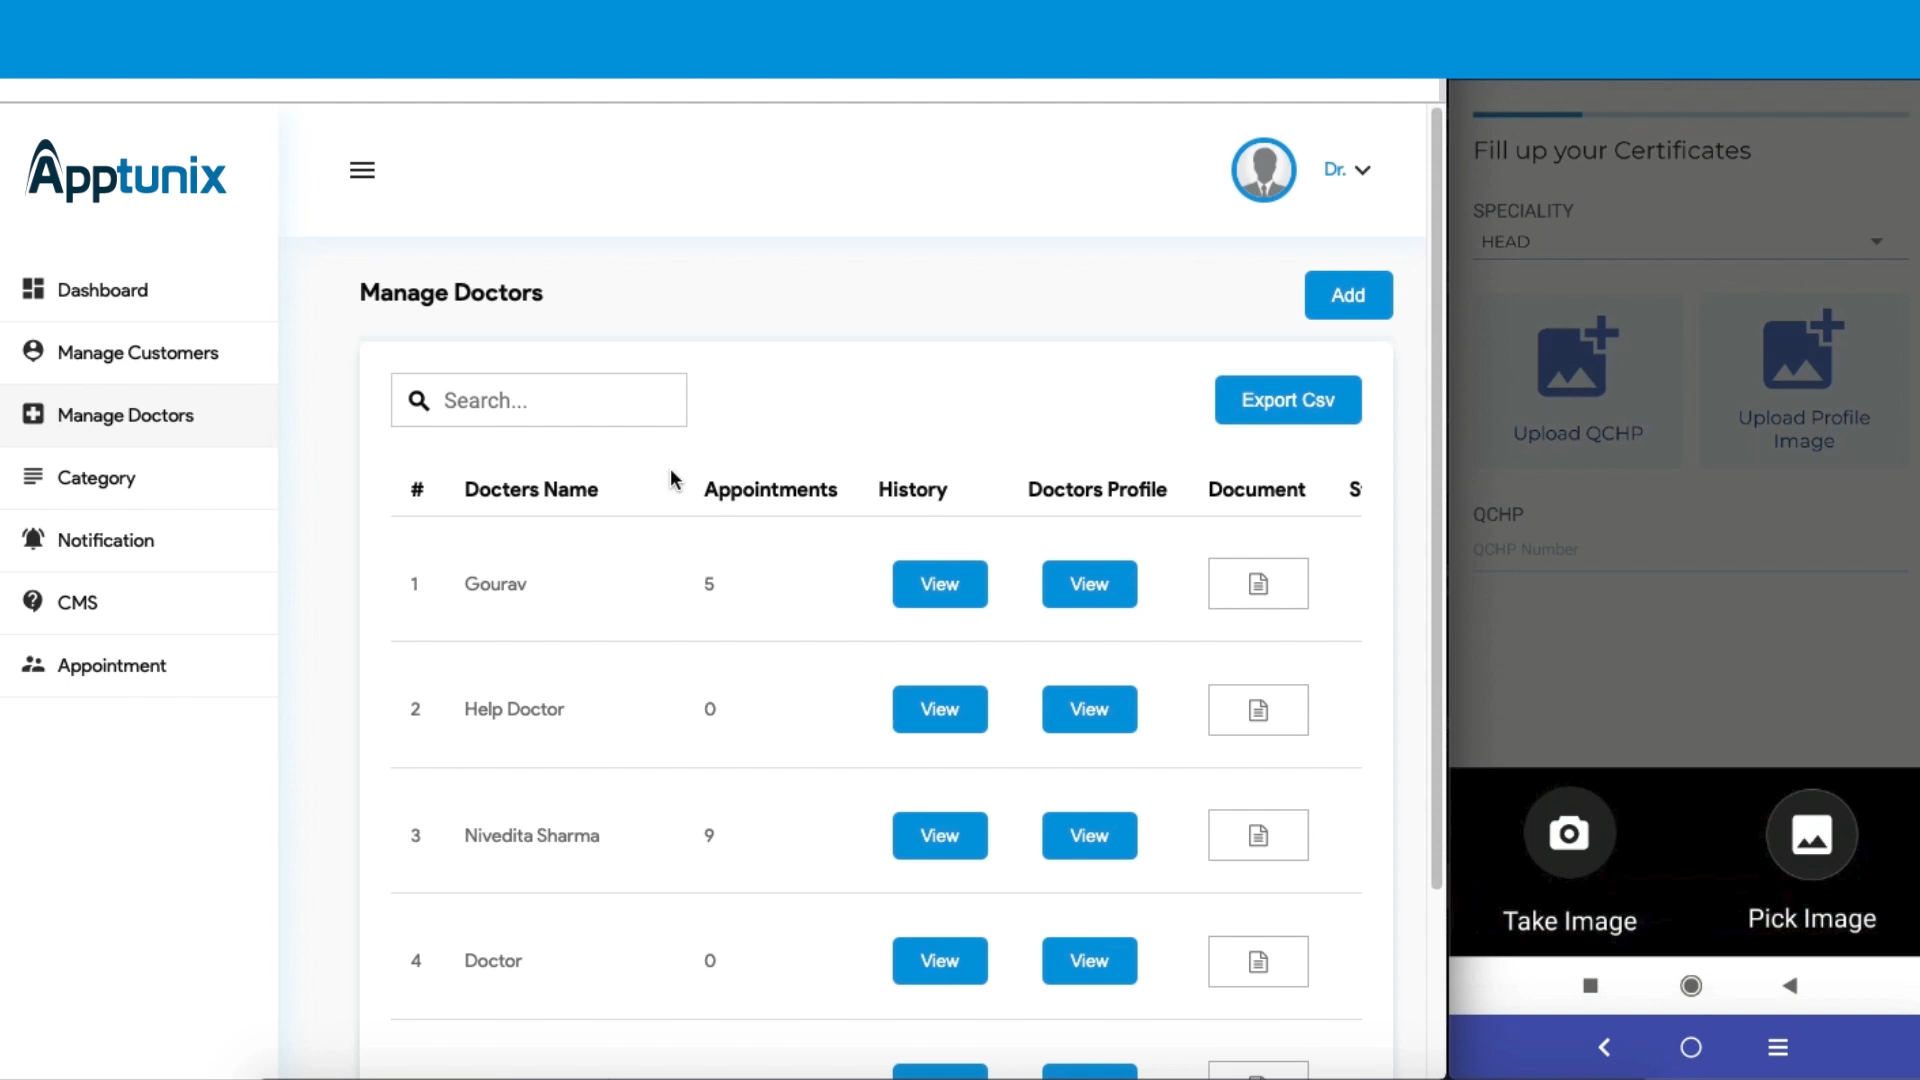 Apptunix
Dashboard
Manage Customers
Manage Doctors
Category
Notification
CMS
Appointment
Dr.
Manage Doctors
Add
Search...
Export Csv
# Docters Name Appointments History Doctors Profile Document
1 Gourav 5 View View
2 Help Doctor 0 View View
3 Nivedita Sharma 9 View View
4 Doctor 0 View View
Fill up your Certificates
SPECIALITY
HEAD
Upload QCHP
Upload Profile
Image
QCHP
QCHP Number
Take Image
Pick Image